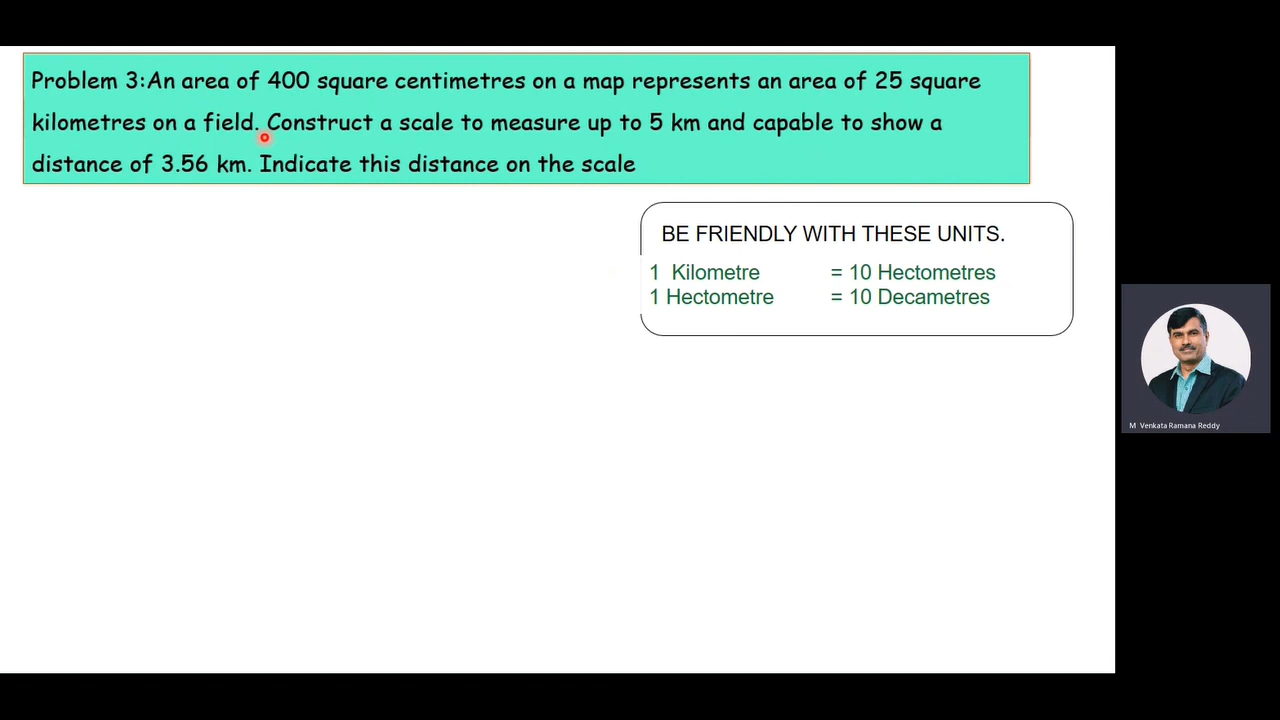 Problem 3:An area of 400 square centimetres on a map represents an area of 25 square
kilometres on a field. Construct a scale to measure up to 5 km and capable to show a
distance of 3.56 km. Indicate this distance on the scale
BE FRIENDLY WITH THESE UNITS.
1 Kilometre = 10 Hectometres
1 Hectometre = 10 Decametres
M Venkata Ramana Reddy